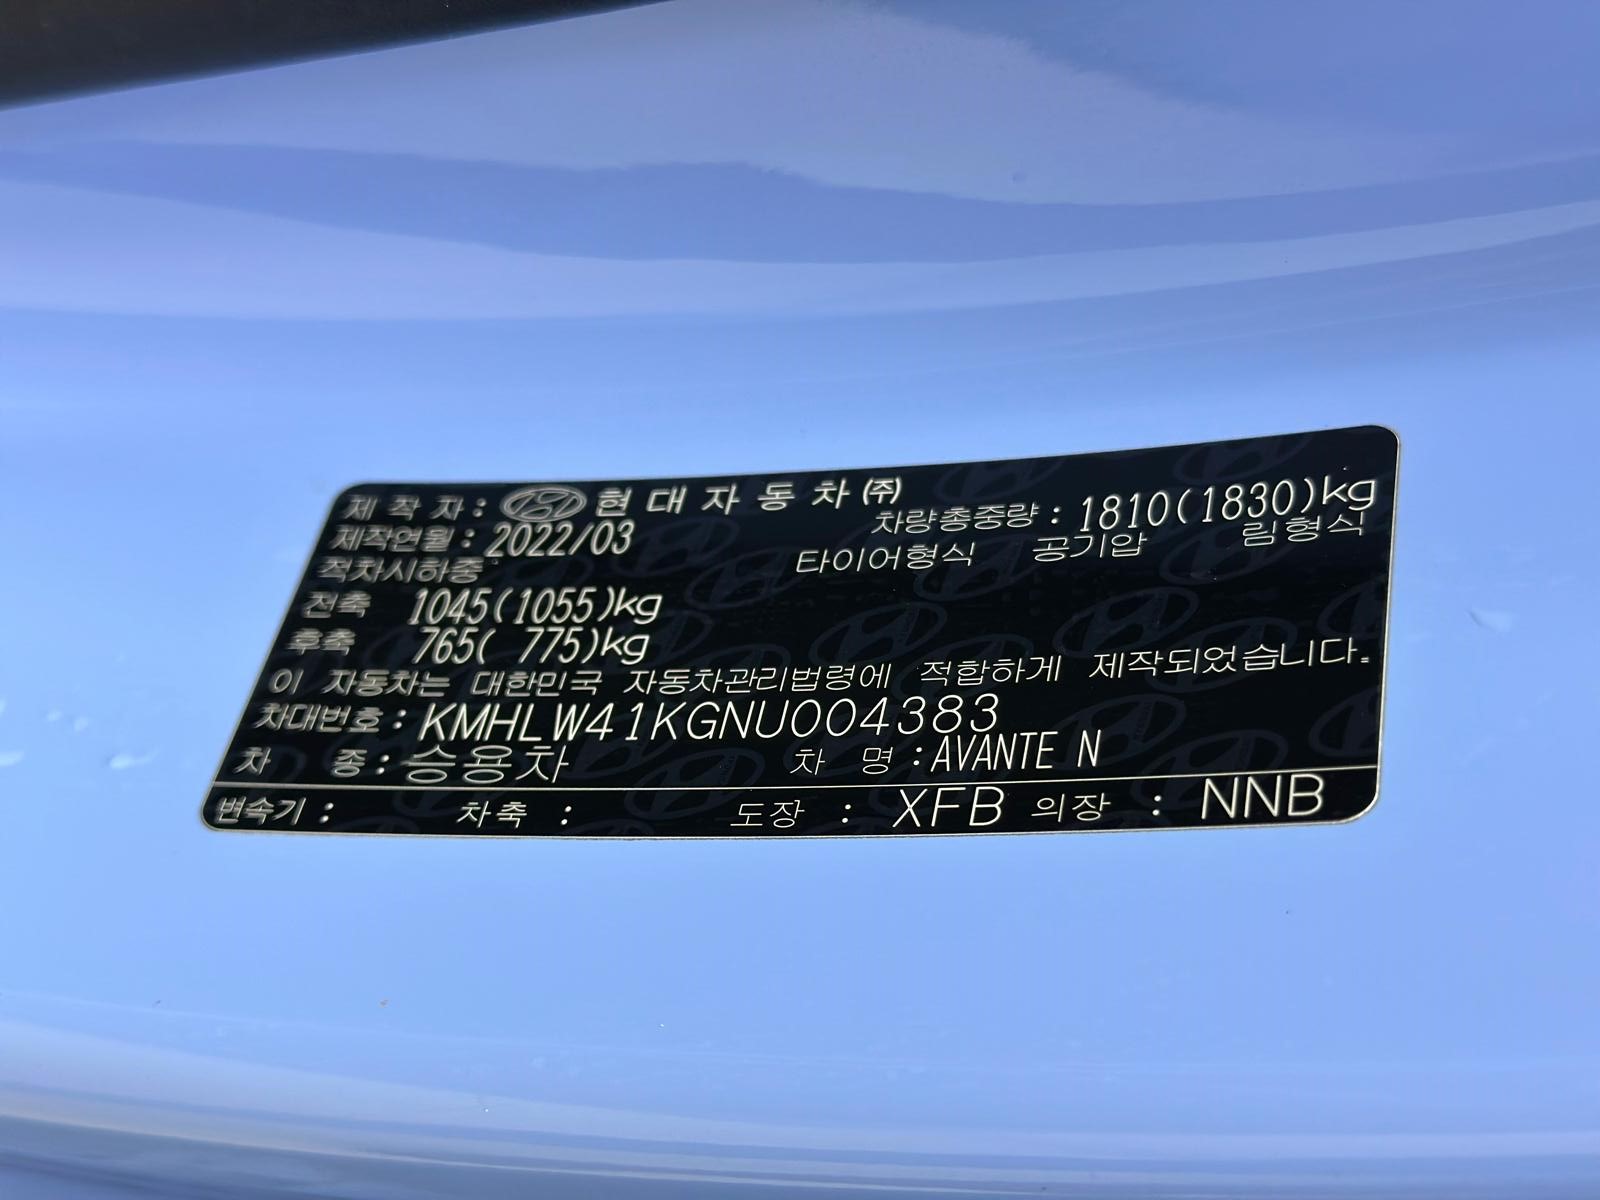 제 작 자 : 현 대 자 동 차 ㈜
제작연월 : 2022/03 차량총중량 : 1810(1830)kg
적차시하중 타이어형식 공기압 림형식
전축 1045(1055)kg
후축 765( 775)kg
이 자동차는 대한민국 자동차관리법령에 적합하게 제작되었습니다.
차대번호 : KMHLW41KGNU004383
차 종 : 승용차 차 명 : AVANTE N
변속기 : 차축 : 도장 : XFB 의장 : NNB